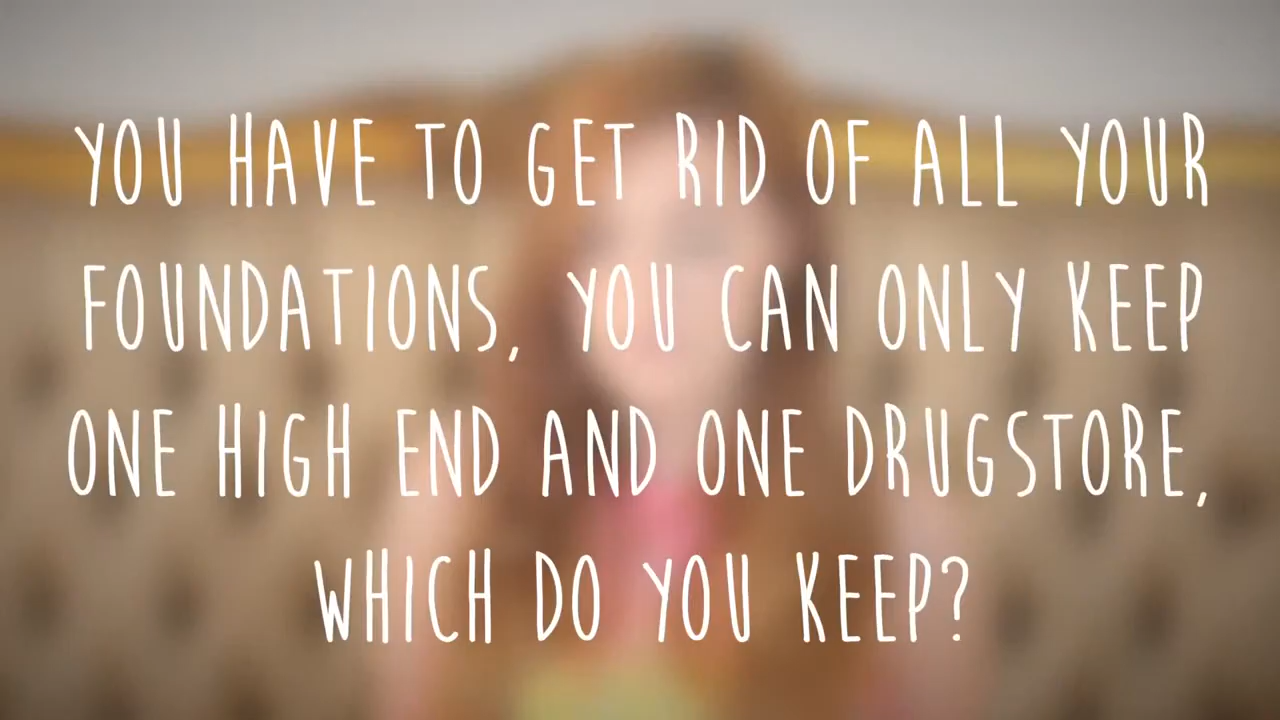 YOU HAVE TO GET RID OF ALL YOUR
FOUNDATIONS, YOU CAN ONLY KEEP
ONE HIGH END AND ONE DRUGSTORE,
WHICH DO YOU KEEP?